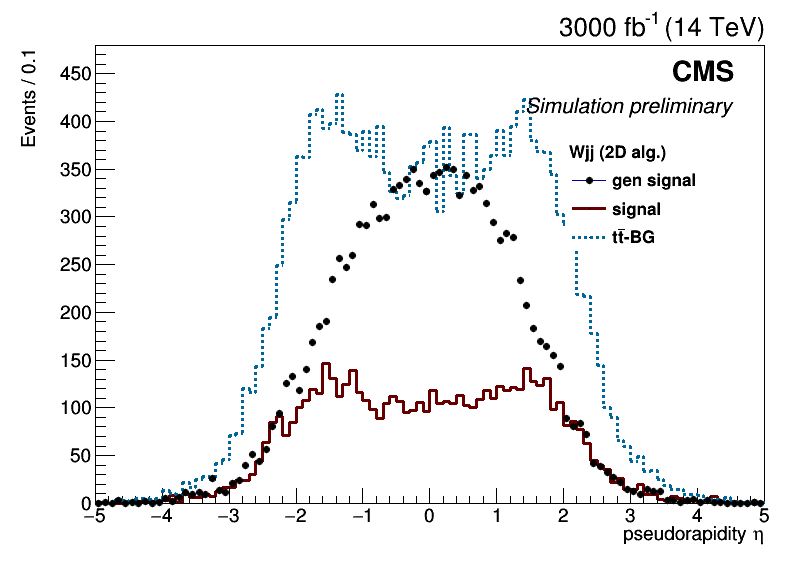 3000 fb⁻¹ (14 TeV)
Events / 0.1
CMS
Simulation preliminary
Wjj (2D alg.)
gen signal
signal
tt̄-BG
450
400
350
300
250
200
150
100
50
0
−5 −4 −3 −2 −1 0 1 2 3 4 5
pseudorapidity η